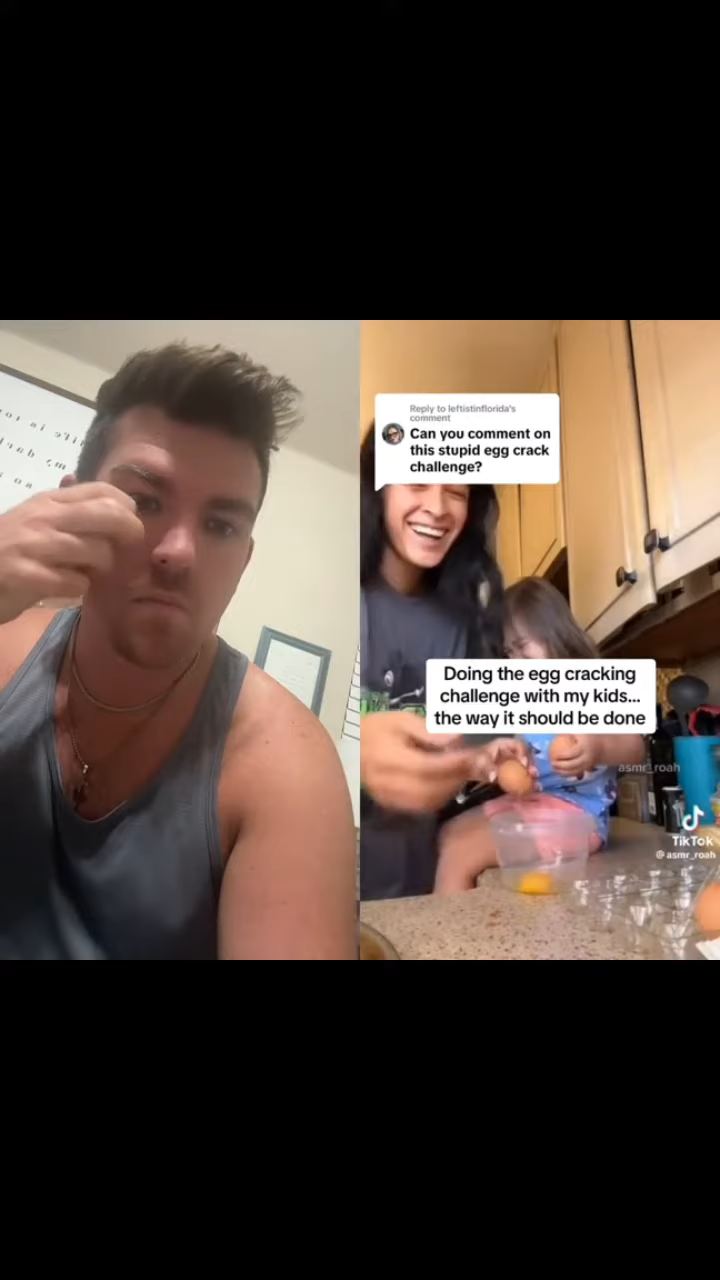 Reply to leftistinflorida's
comment
Can you comment on
this stupid egg crack
challenge?
Doing the egg cracking
challenge with my kids...
the way it should be done
asmr_roah
TikTok
@asmr_roah